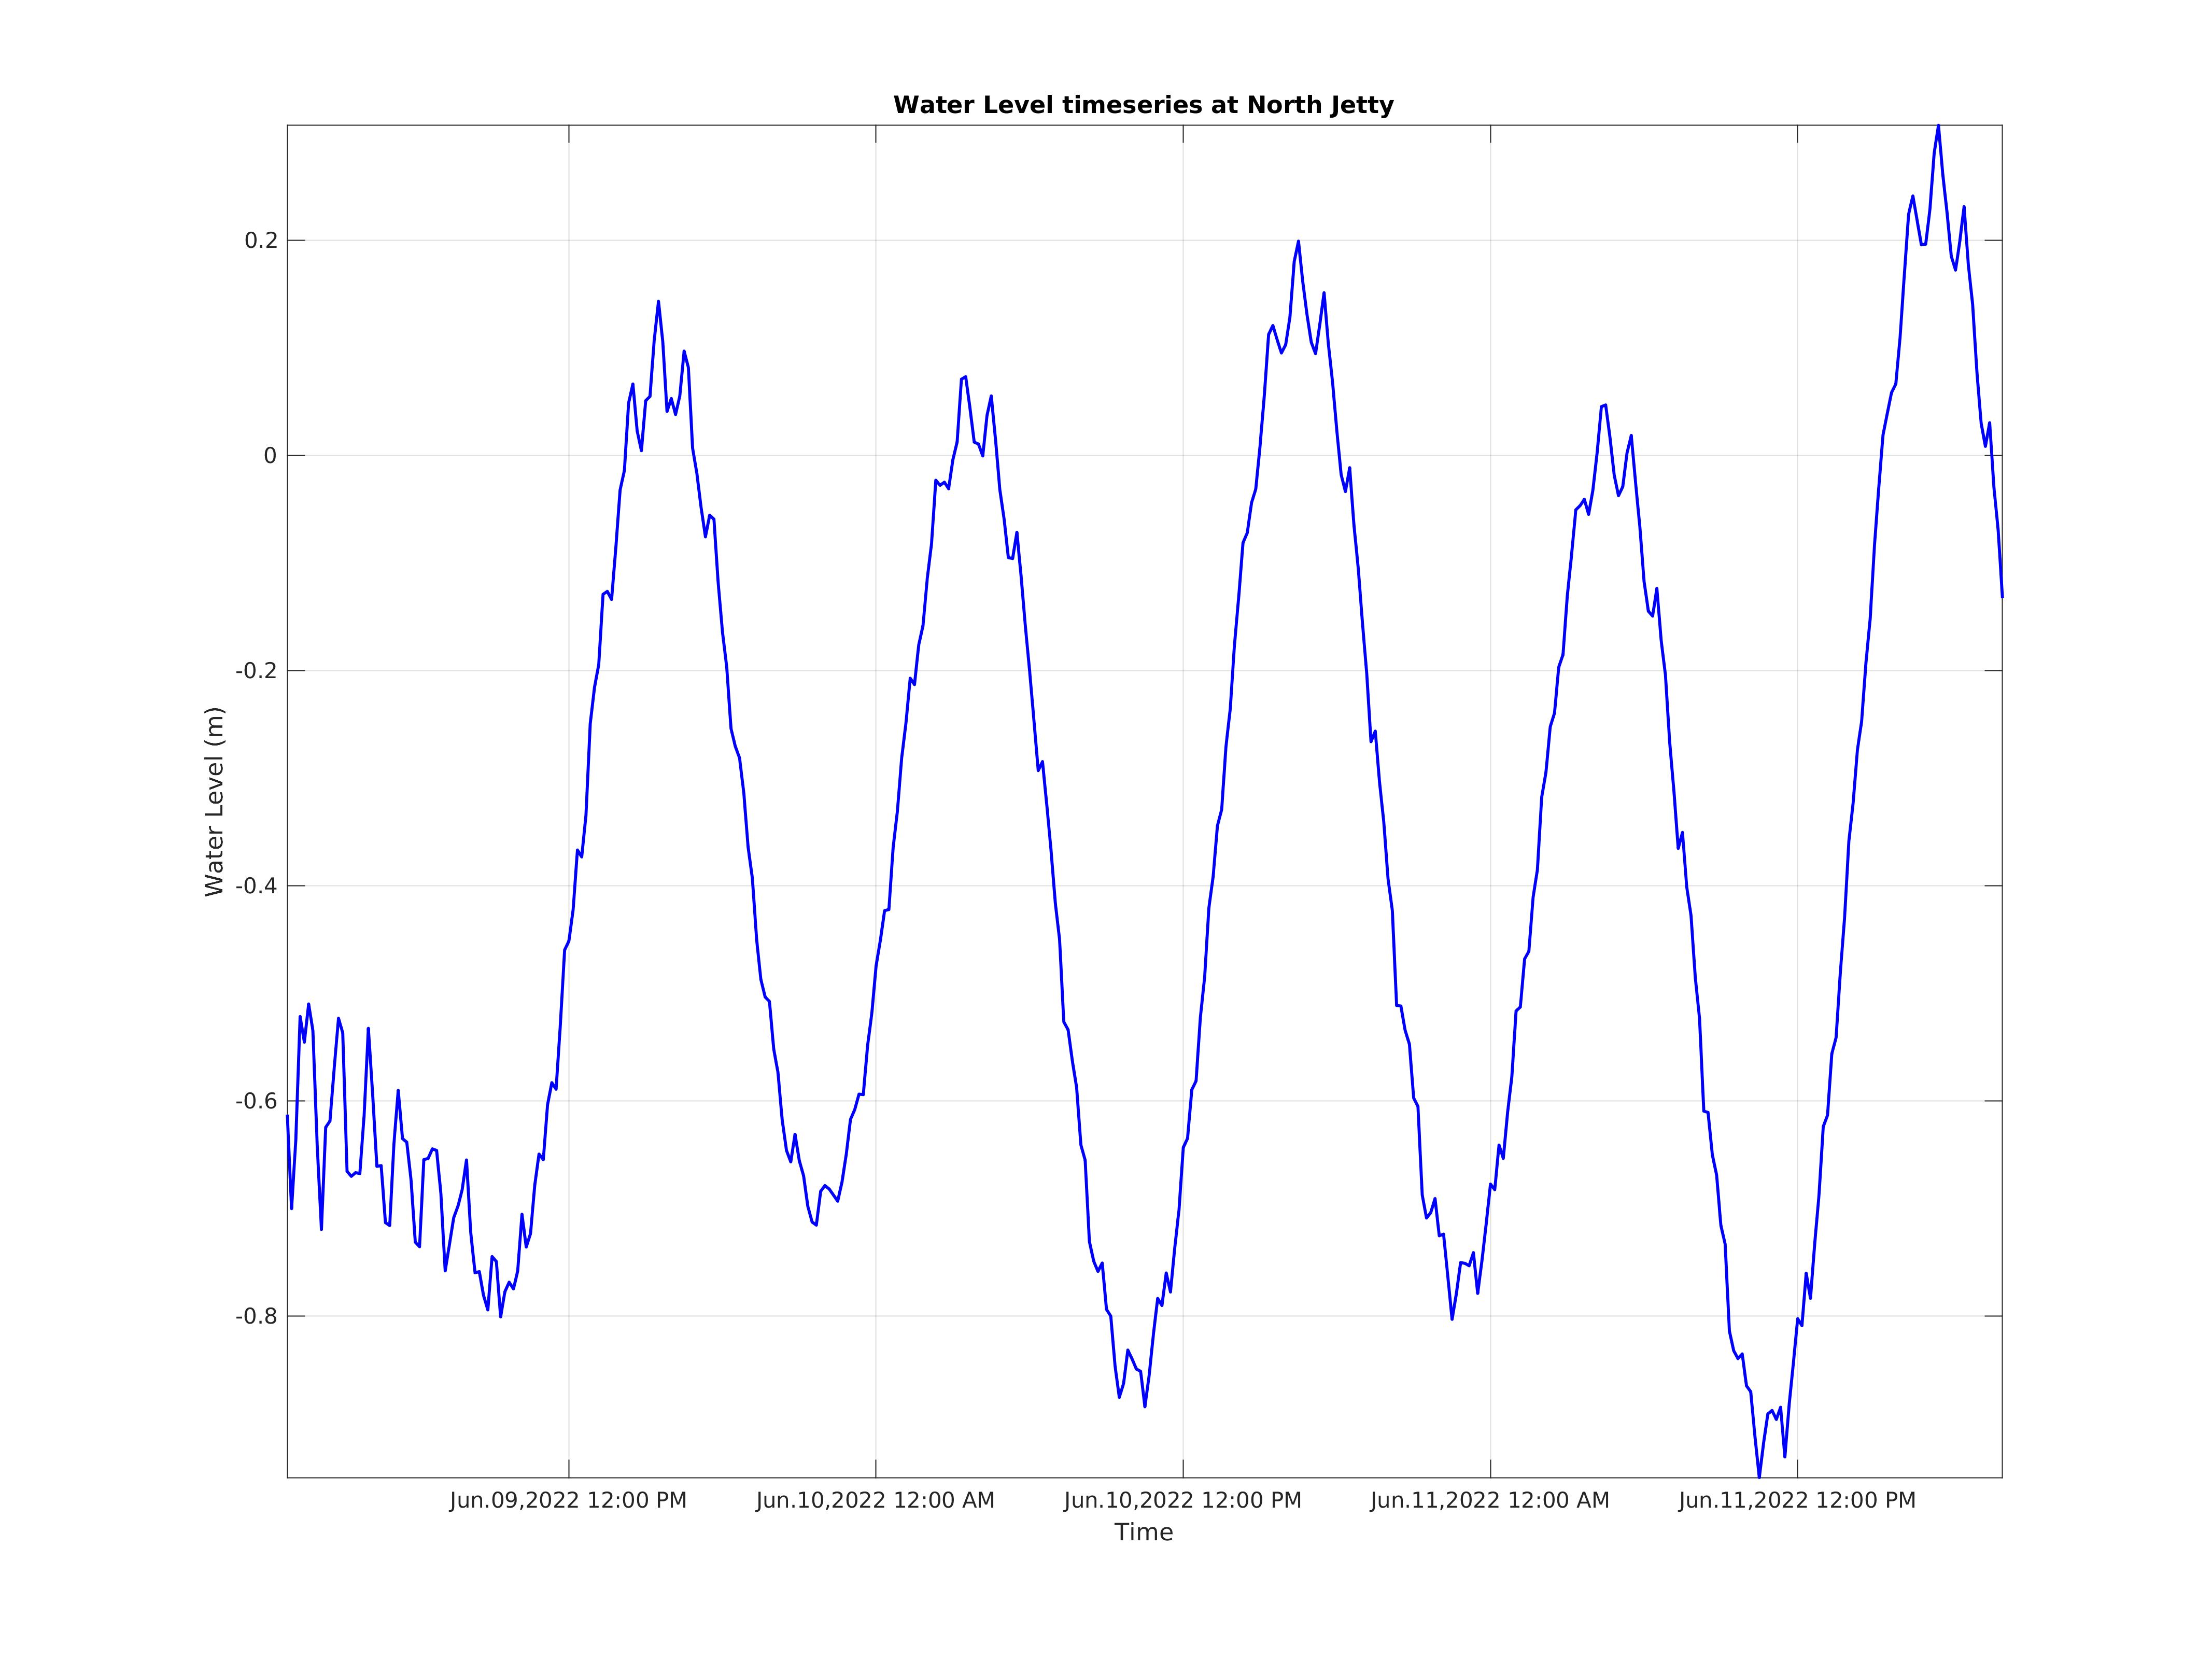 Water Level timeseries at North Jetty
0.2
0
-0.2
-0.4
-0.6
-0.8
Water Level (m)
Jun.09,2022 12:00 PM
Jun.10,2022 12:00 AM
Jun.10,2022 12:00 PM
Jun.11,2022 12:00 AM
Jun.11,2022 12:00 PM
Time